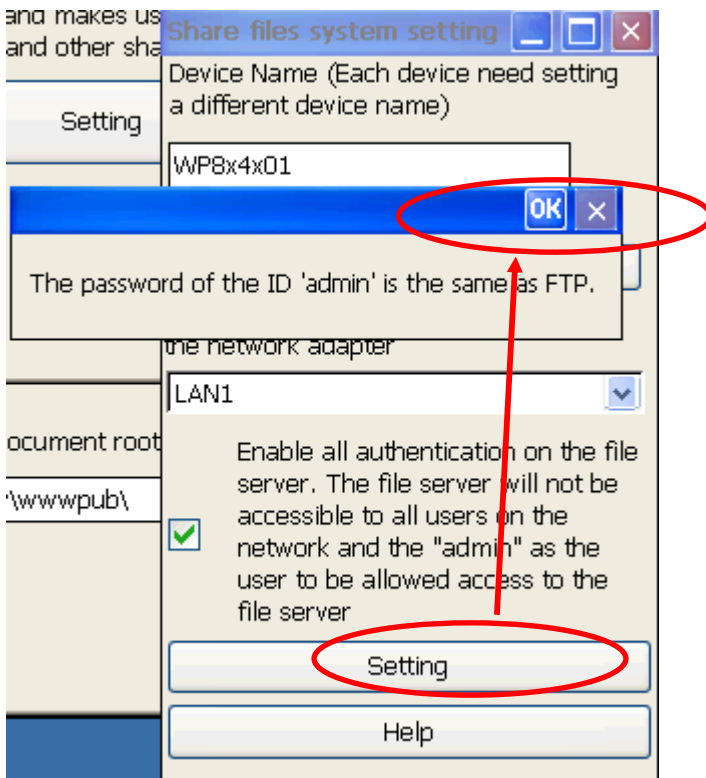 and makes us
and other sha
Setting
Share files system setting
Device Name (Each device need setting
a different device name)
WP8x4x01
OK
The password of the ID 'admin' is the same as FTP.
the network adapter
LAN1
ocument root
\wwwpub\
Enable all authentication on the file
server. The file server will not be
accessible to all users on the
network and the "admin" as the
user to be allowed access to the
file server
Setting
Help